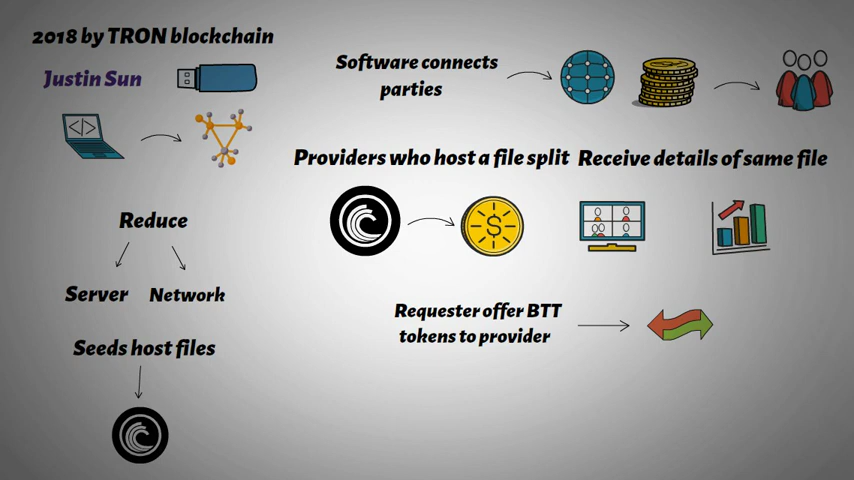 2018 by TRON blockchain
Justin Sun
Reduce
Server Network
Seeds host files
Software connects
parties
Providers who host a file split
Receive details of same file
Requester offer BTT
tokens to provider